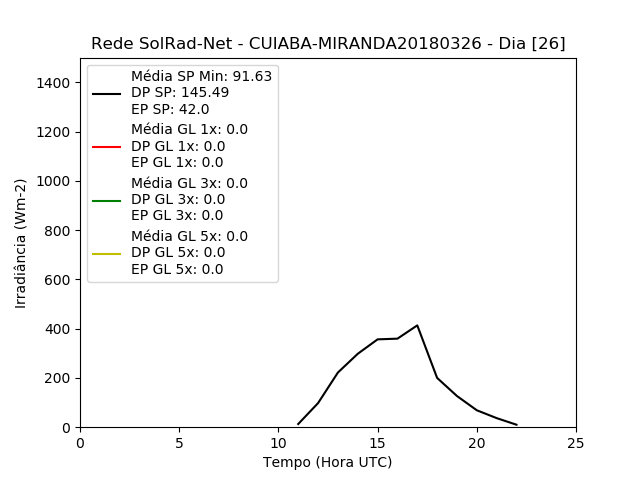 Rede SolRad-Net - CUIABA-MIRANDA20180326 - Dia [26]
Média SP Min: 91.63
DP SP: 145.49
EP SP: 42.0
Média GL 1x: 0.0
DP GL 1x: 0.0
EP GL 1x: 0.0
Média GL 3x: 0.0
DP GL 3x: 0.0
EP GL 3x: 0.0
Média GL 5x: 0.0
DP GL 5x: 0.0
EP GL 5x: 0.0
Irradiância (Wm-2)
1400
1200
1000
800
600
400
200
0
0 5 10 15 20 25
Tempo (Hora UTC)